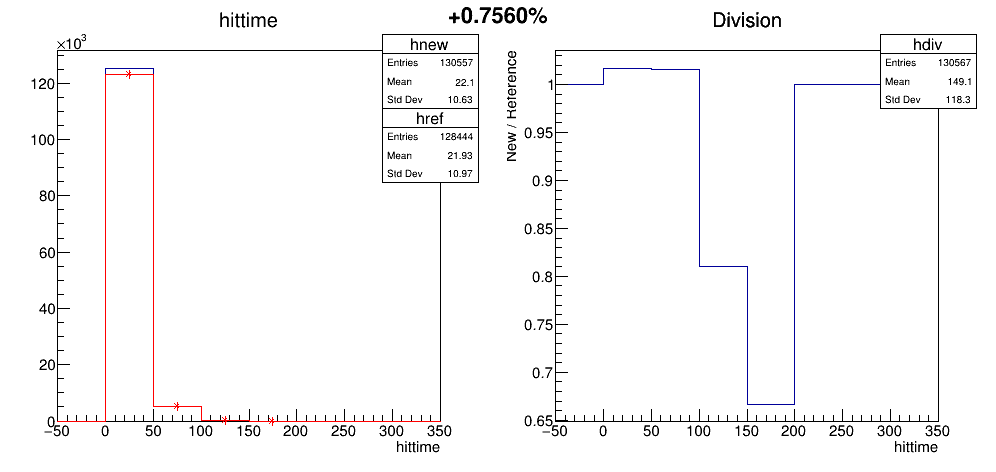 +0.7560%
hittime
×10³
hnew
Entries 130557
Mean 22.1
Std Dev 10.63
href
Entries 128444
Mean 21.93
Std Dev 10.97
120
100
80
60
40
20
0
−50 0 50 100 150 200 250 300 350
hittime
Division
hdiv
Entries 130567
Mean 149.1
Std Dev 118.3
New / Reference
1
0.95
0.9
0.85
0.8
0.75
0.7
0.65
−50 0 50 100 150 200 250 300 350
hittime